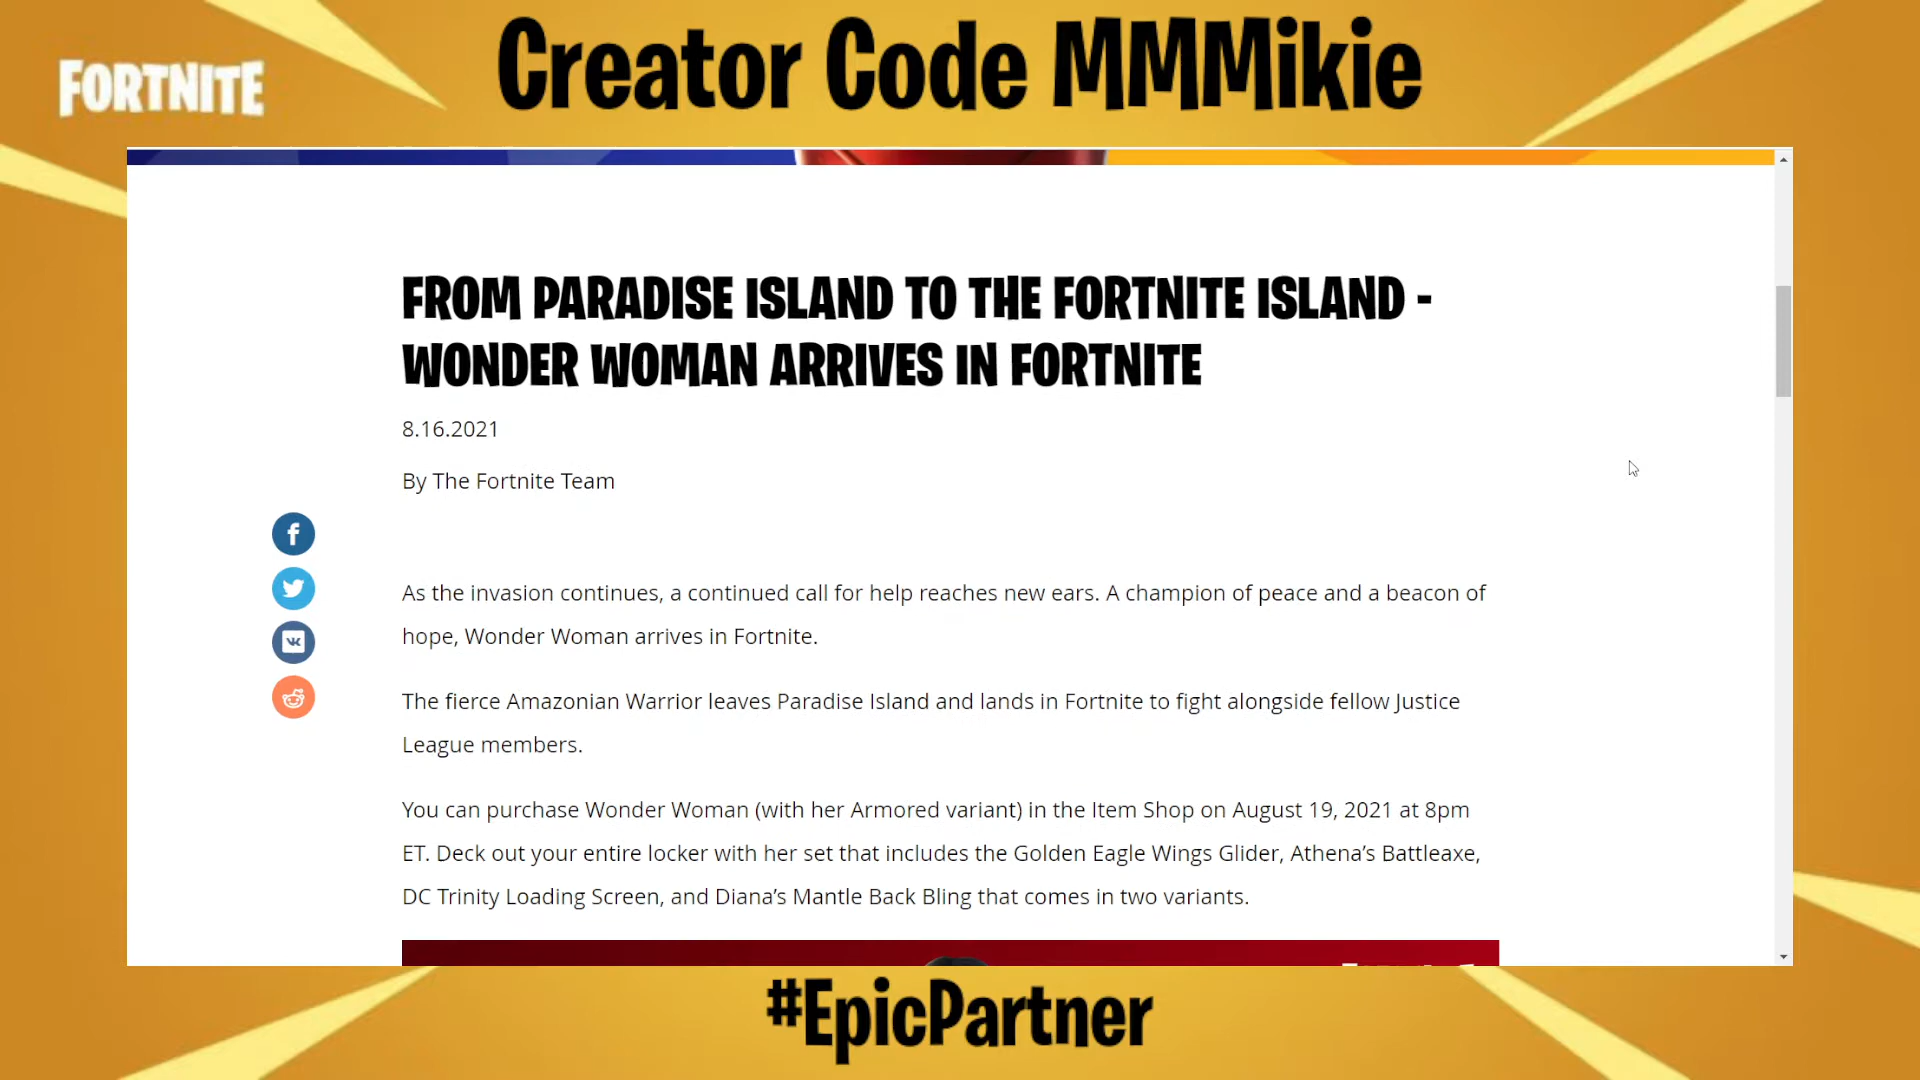 Creator Code MMMikie
FORTNITE
FROM PARADISE ISLAND TO THE FORTNITE ISLAND -
WONDER WOMAN ARRIVES IN FORTNITE
8.16.2021
By The Fortnite Team
As the invasion continues, a continued call for help reaches new ears. A champion of peace and a beacon of
hope, Wonder Woman arrives in Fortnite.
The fierce Amazonian Warrior leaves Paradise Island and lands in Fortnite to fight alongside fellow Justice
League members.
You can purchase Wonder Woman (with her Armored variant) in the Item Shop on August 19, 2021 at 8pm
ET. Deck out your entire locker with her set that includes the Golden Eagle Wings Glider, Athena’s Battleaxe,
DC Trinity Loading Screen, and Diana’s Mantle Back Bling that comes in two variants.
#EpicPartner